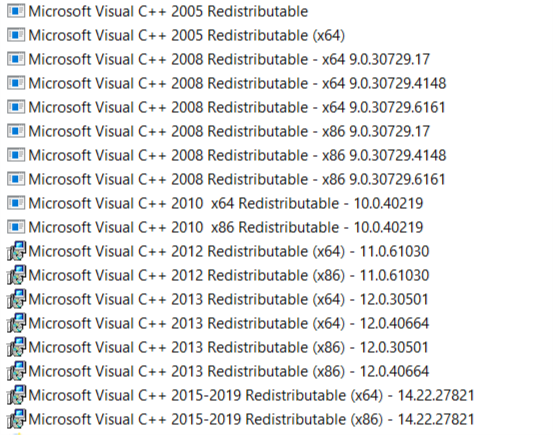 Microsoft Visual C++ 2005 Redistributable
Microsoft Visual C++ 2005 Redistributable (x64)
Microsoft Visual C++ 2008 Redistributable - x64 9.0.30729.17
Microsoft Visual C++ 2008 Redistributable - x64 9.0.30729.4148
Microsoft Visual C++ 2008 Redistributable - x64 9.0.30729.6161
Microsoft Visual C++ 2008 Redistributable - x86 9.0.30729.17
Microsoft Visual C++ 2008 Redistributable - x86 9.0.30729.4148
Microsoft Visual C++ 2008 Redistributable - x86 9.0.30729.6161
Microsoft Visual C++ 2010  x64 Redistributable - 10.0.40219
Microsoft Visual C++ 2010  x86 Redistributable - 10.0.40219
Microsoft Visual C++ 2012 Redistributable (x64) - 11.0.61030
Microsoft Visual C++ 2012 Redistributable (x86) - 11.0.61030
Microsoft Visual C++ 2013 Redistributable (x64) - 12.0.30501
Microsoft Visual C++ 2013 Redistributable (x64) - 12.0.40664
Microsoft Visual C++ 2013 Redistributable (x86) - 12.0.30501
Microsoft Visual C++ 2013 Redistributable (x86) - 12.0.40664
Microsoft Visual C++ 2015-2019 Redistributable (x64) - 14.22.27821
Microsoft Visual C++ 2015-2019 Redistributable (x86) - 14.22.27821